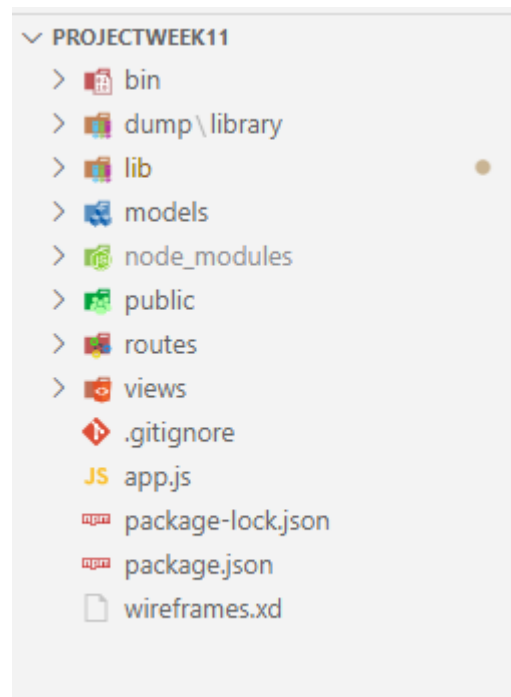 PROJECTWEEK11
bin
dump\library
lib
models
node_modules
public
routes
views
.gitignore
JS app.js
npm package-lock.json
npm package.json
wireframes.xd